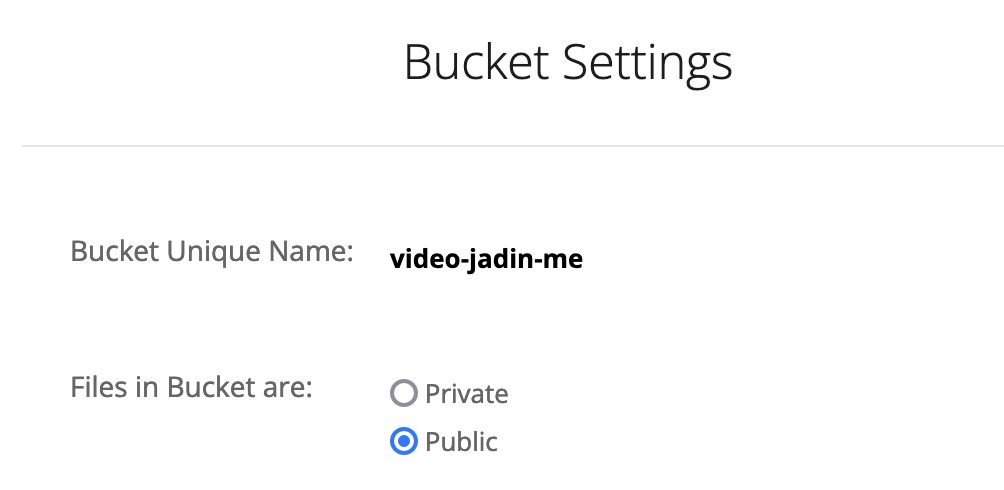 Bucket Settings
Bucket Unique Name: video-jadin-me
Files in Bucket are: Private
Public